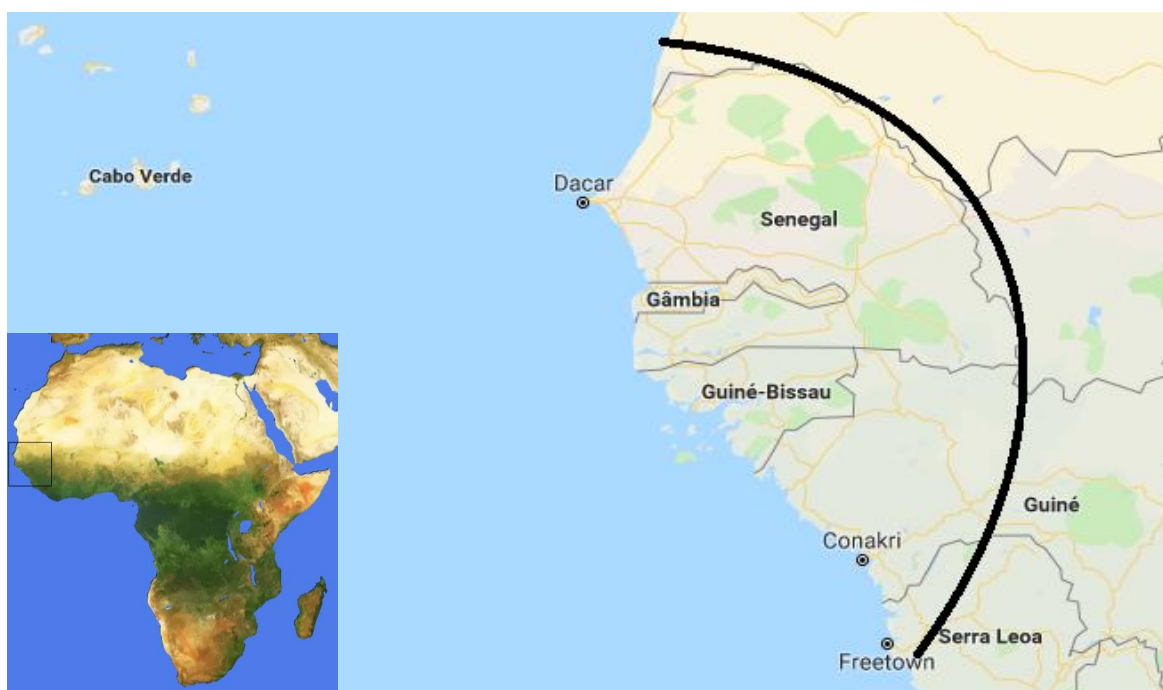 Cabo Verde
Dacar
Senegal
Gâmbia
Guiné-Bissau
Guiné
Conakri
Serra Leoa
Freetown